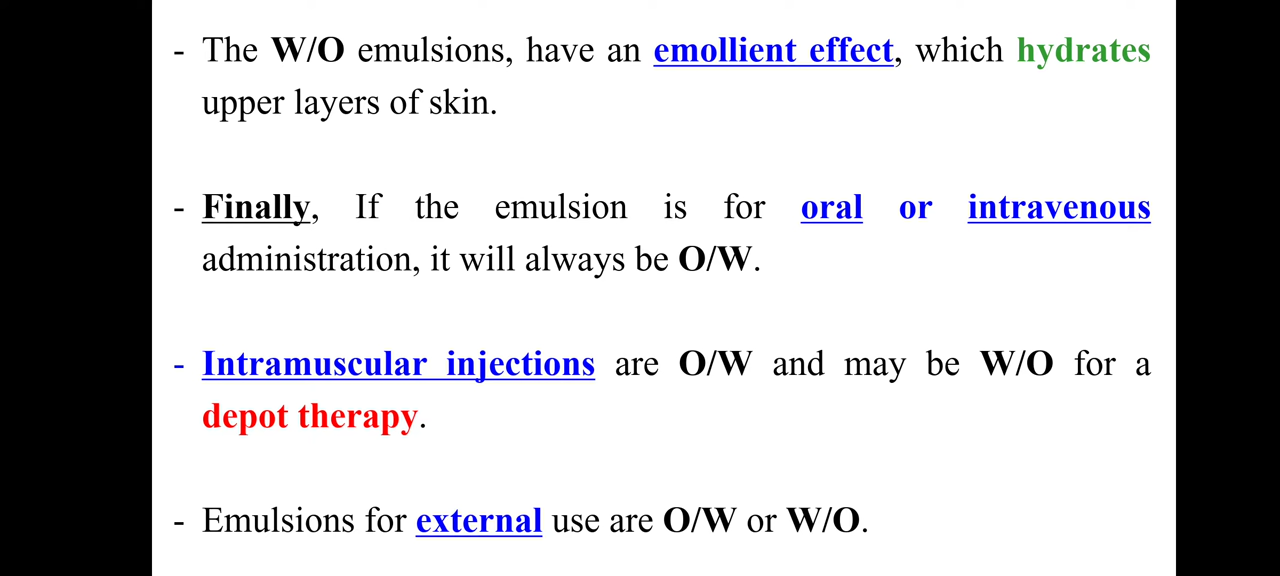 - The W/O emulsions, have an emollient effect, which hydrates
upper layers of skin.
- Finally, If the emulsion is for oral or intravenous
administration, it will always be O/W.
- Intramuscular injections are O/W and may be W/O for a
depot therapy.
- Emulsions for external use are O/W or W/O.